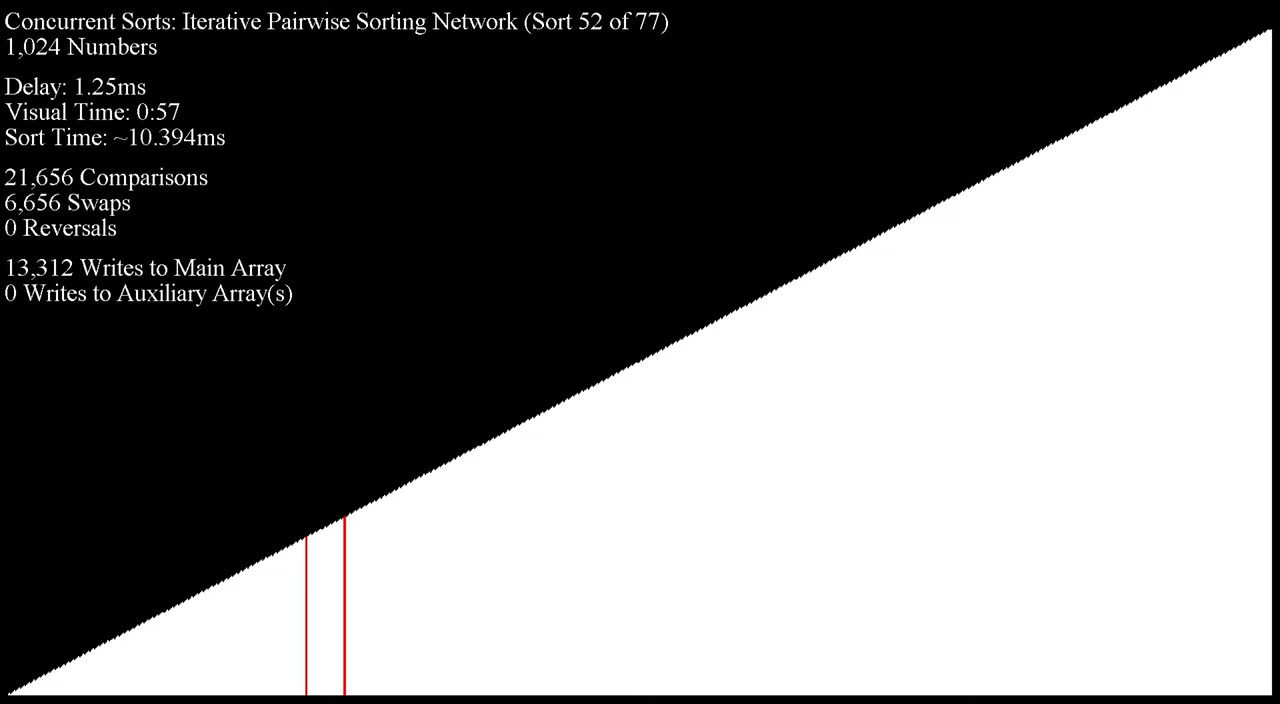 Concurrent Sorts: Iterative Pairwise Sorting Network (Sort 52 of 77)
1,024 Numbers
Delay: 1.25ms
Visual Time: 0:57
Sort Time: ~10.394ms
21,656 Comparisons
6,656 Swaps
0 Reversals
13,312 Writes to Main Array
0 Writes to Auxiliary Array(s)